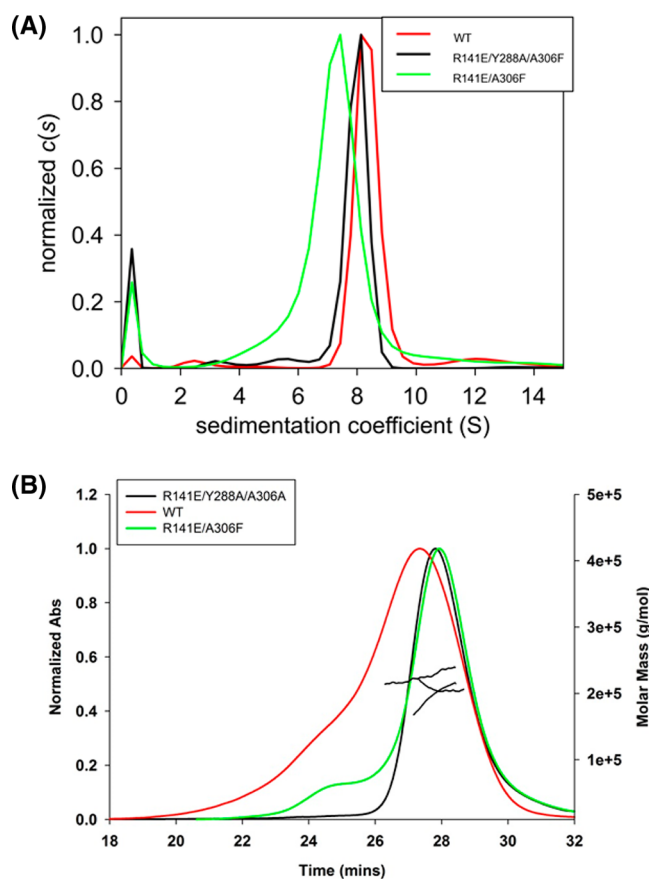 (A)
WT
R141E/Y288A/A306F
R141E/A306F
normalized c(s)
1.0
0.8
0.6
0.4
0.2
0.0
0 2 4 6 8 10 12 14
sedimentation coefficient (S)
(B)
R141E/Y288A/A306A
WT
R141E/A306F
Normalized Abs
1.2
1.0
0.8
0.6
0.4
0.2
0.0
5e+5
4e+5
3e+5
2e+5
1e+5
Molar Mass (g/mol)
18 20 22 24 26 28 30 32
Time (mins)